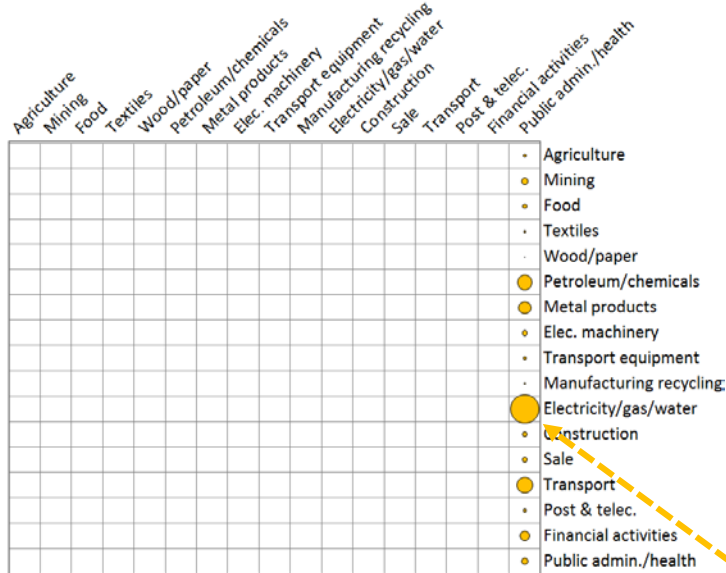 Agriculture
Mining
Food
Textiles
Wood/paper
Petroleum/chemicals
Metal products
Elec. machinery
Transport equipment
Manufacturing recycling
Electricity/gas/water
Construction
Sale
Transport
Post & telec.
Financial activities
Public admin./health
Agriculture
Mining
Food
Textiles
Wood/paper
Petroleum/chemicals
Metal products
Elec. machinery
Transport equipment
Manufacturing recycling
Electricity/gas/water
Construction
Sale
Transport
Post & telec.
Financial activities
Public admin./health